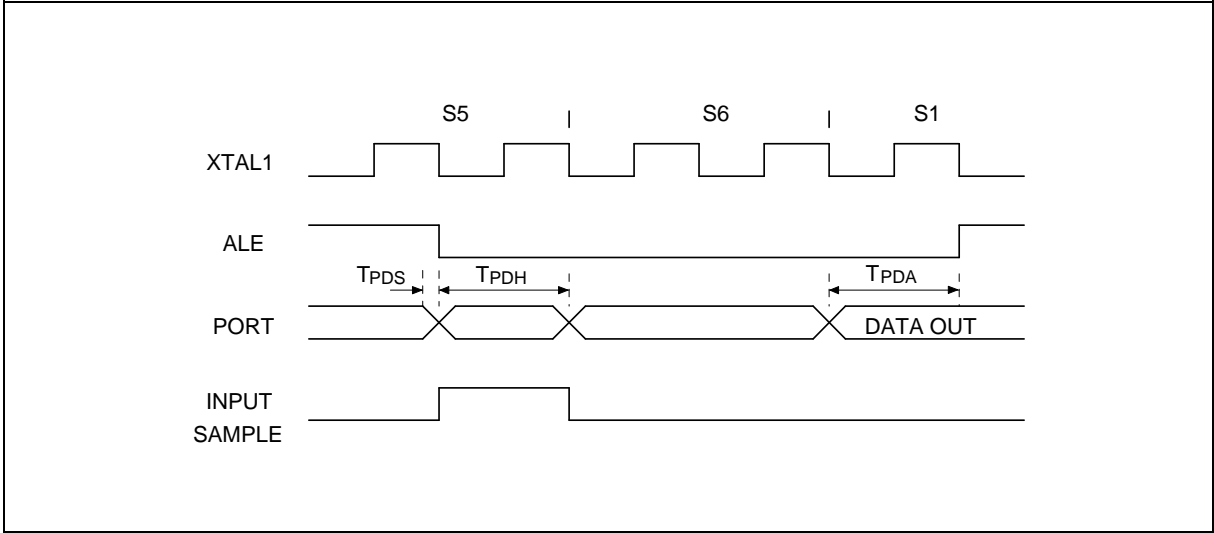 S5 | S6 | S1
XTAL1
ALE
TPDS TPDH TPDA
PORT DATA OUT
INPUT
SAMPLE